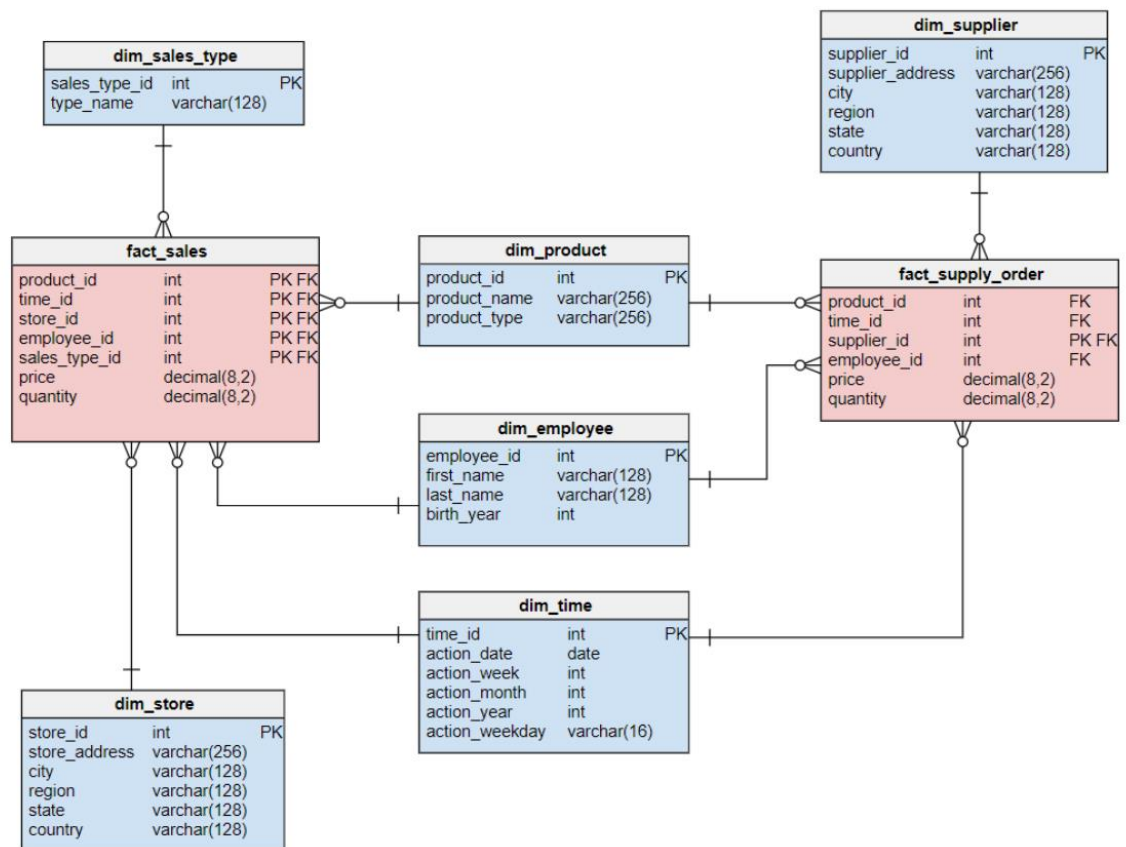 dim_sales_type
sales_type_id int PK
type_name varchar(128)
dim_supplier
supplier_id int PK
supplier_address varchar(256)
city varchar(128)
region varchar(128)
state varchar(128)
country varchar(128)
fact_sales
product_id int PK FK
time_id int PK FK
store_id int PK FK
employee_id int PK FK
sales_type_id int PK FK
price decimal(8,2)
quantity decimal(8,2)
dim_product
product_id int PK
product_name varchar(256)
product_type varchar(256)
fact_supply_order
product_id int FK
time_id int FK
supplier_id int PK FK
employee_id int FK
price decimal(8,2)
quantity decimal(8,2)
dim_employee
employee_id int PK
first_name varchar(128)
last_name varchar(128)
birth_year int
dim_time
time_id int PK
action_date date
action_week int
action_month int
action_year int
action_weekday varchar(16)
dim_store
store_id int PK
store_address varchar(256)
city varchar(128)
region varchar(128)
state varchar(128)
country varchar(128)